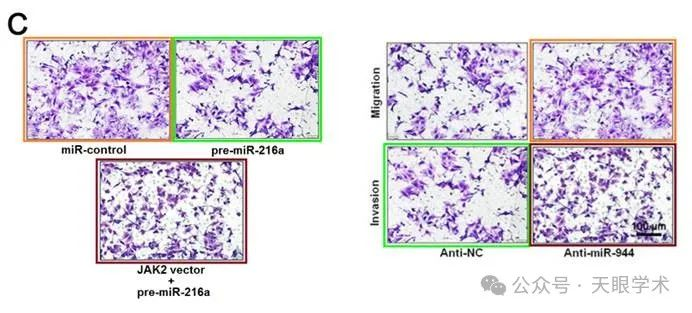 C
miR-control
pre-miR-216a
JAK2 vector
+
pre-miR-216a
Migration
Invasion
100 μm
Anti-NC
Anti-miR-944
公众号 · 天眼学术